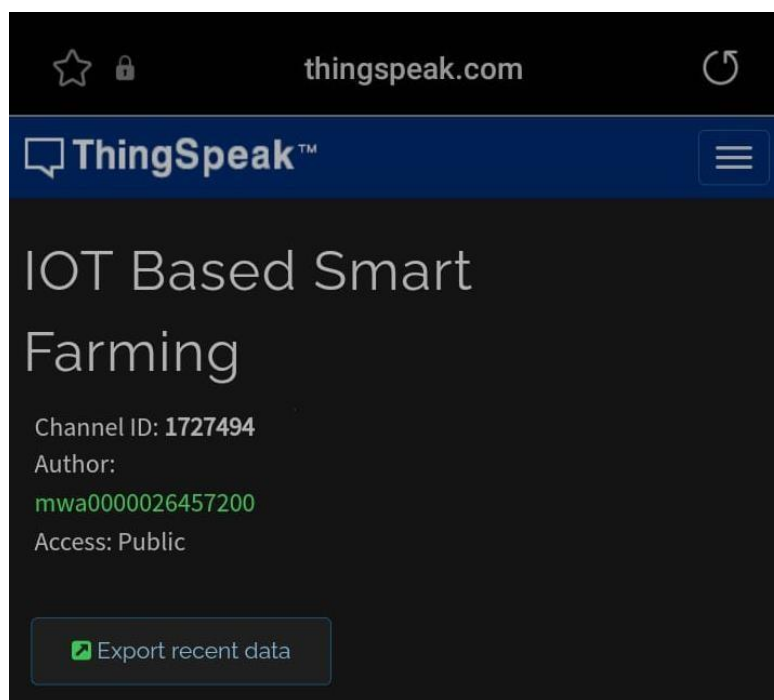 thingspeak.com
ThingSpeak™
IOT Based Smart
Farming
Channel ID: 1727494
Author:
mwa0000026457200
Access: Public
Export recent data